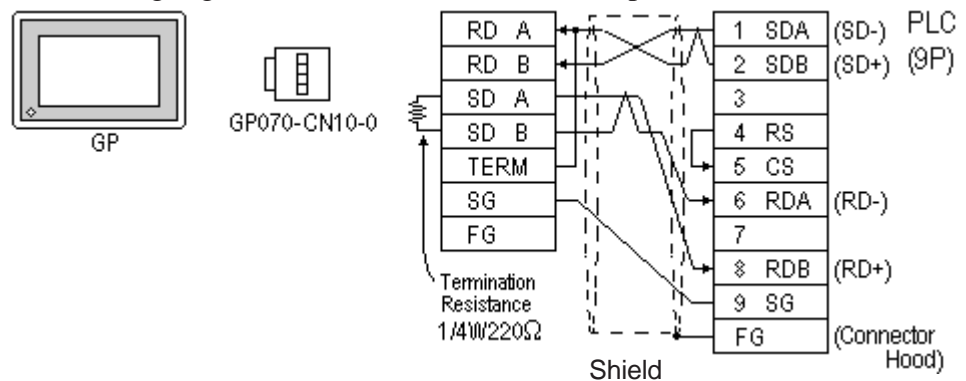 GP
GP070-CN10-0
RD A
RD B
SD A
SD B
TERM
SG
FG
Termination
Resistance
1/4W220Ω
Shield
1 SDA (SD-)
2 SDB (SD+)
3
4 RS
5 CS
6 RDA (RD-)
7
8 RDB (RD+)
9 SG
FG (Connector
Hood)
PLC
(9P)